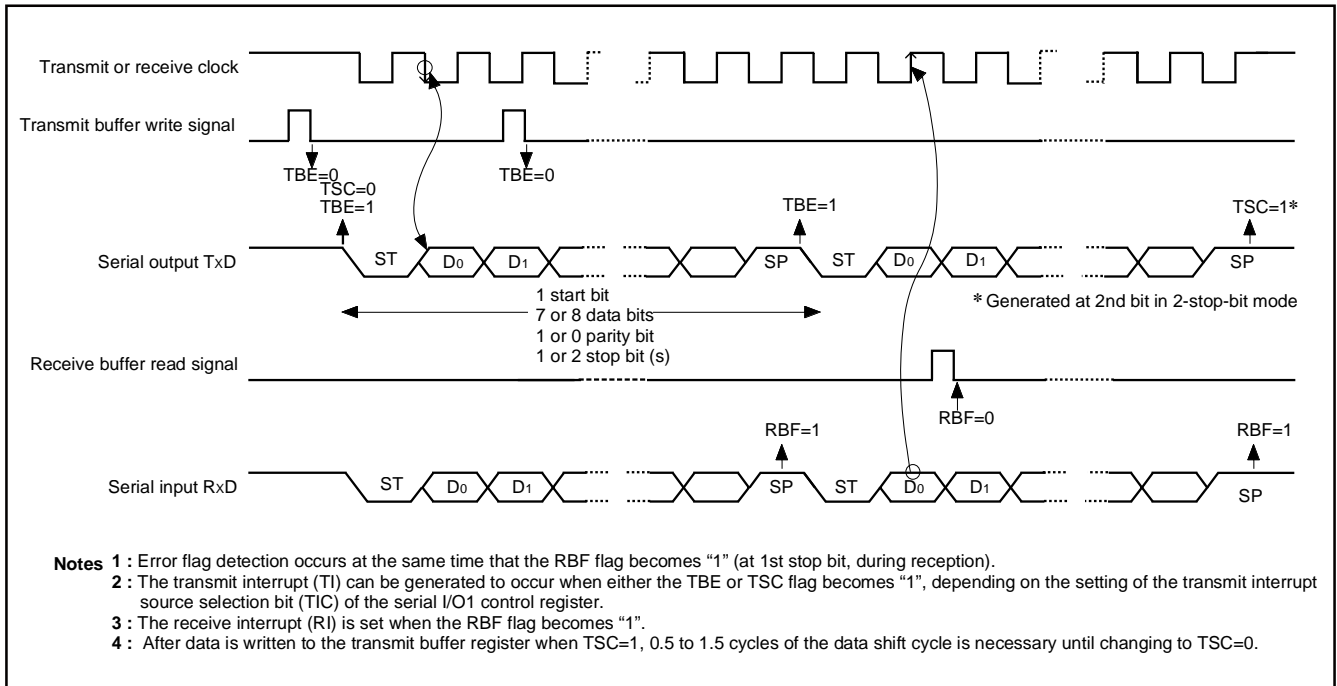 Transmit or receive clock
Transmit buffer write signal
TBE=0
TBE=0
TSC=0
TBE=1
TBE=1
TSC=1*
Serial output TxD
ST
D0
D1
SP
ST
D0
D1
SP
1 start bit
7 or 8 data bits
1 or 0 parity bit
1 or 2 stop bit (s)
* Generated at 2nd bit in 2-stop-bit mode
Receive buffer read signal
RBF=0
RBF=1
RBF=1
Serial input RxD
ST
D0
D1
SP
ST
D0
D1
SP
Notes 1 : Error flag detection occurs at the same time that the RBF flag becomes “1” (at 1st stop bit, during reception).
2 : The transmit interrupt (TI) can be generated to occur when either the TBE or TSC flag becomes “1”, depending on the setting of the transmit interrupt
source selection bit (TIC) of the serial I/O1 control register.
3 : The receive interrupt (RI) is set when the RBF flag becomes “1”.
4 : After data is written to the transmit buffer register when TSC=1, 0.5 to 1.5 cycles of the data shift cycle is necessary until changing to TSC=0.